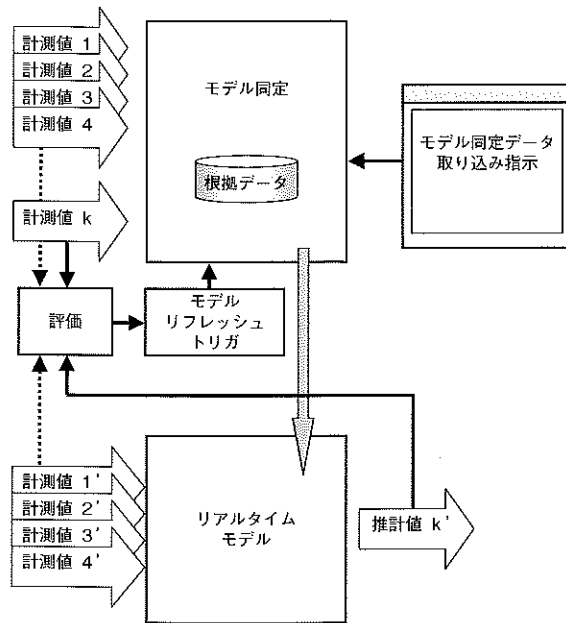 計測値 1
計測値 2
計測値 3
計測値 4
計測値 k
モデル同定
根拠データ
モデル同定データ
取り込み指示
評価
モデル
リフレッシュ
トリガ
計測値 1'
計測値 2'
計測値 3'
計測値 4'
リアルタイム
モデル
推計値 k'